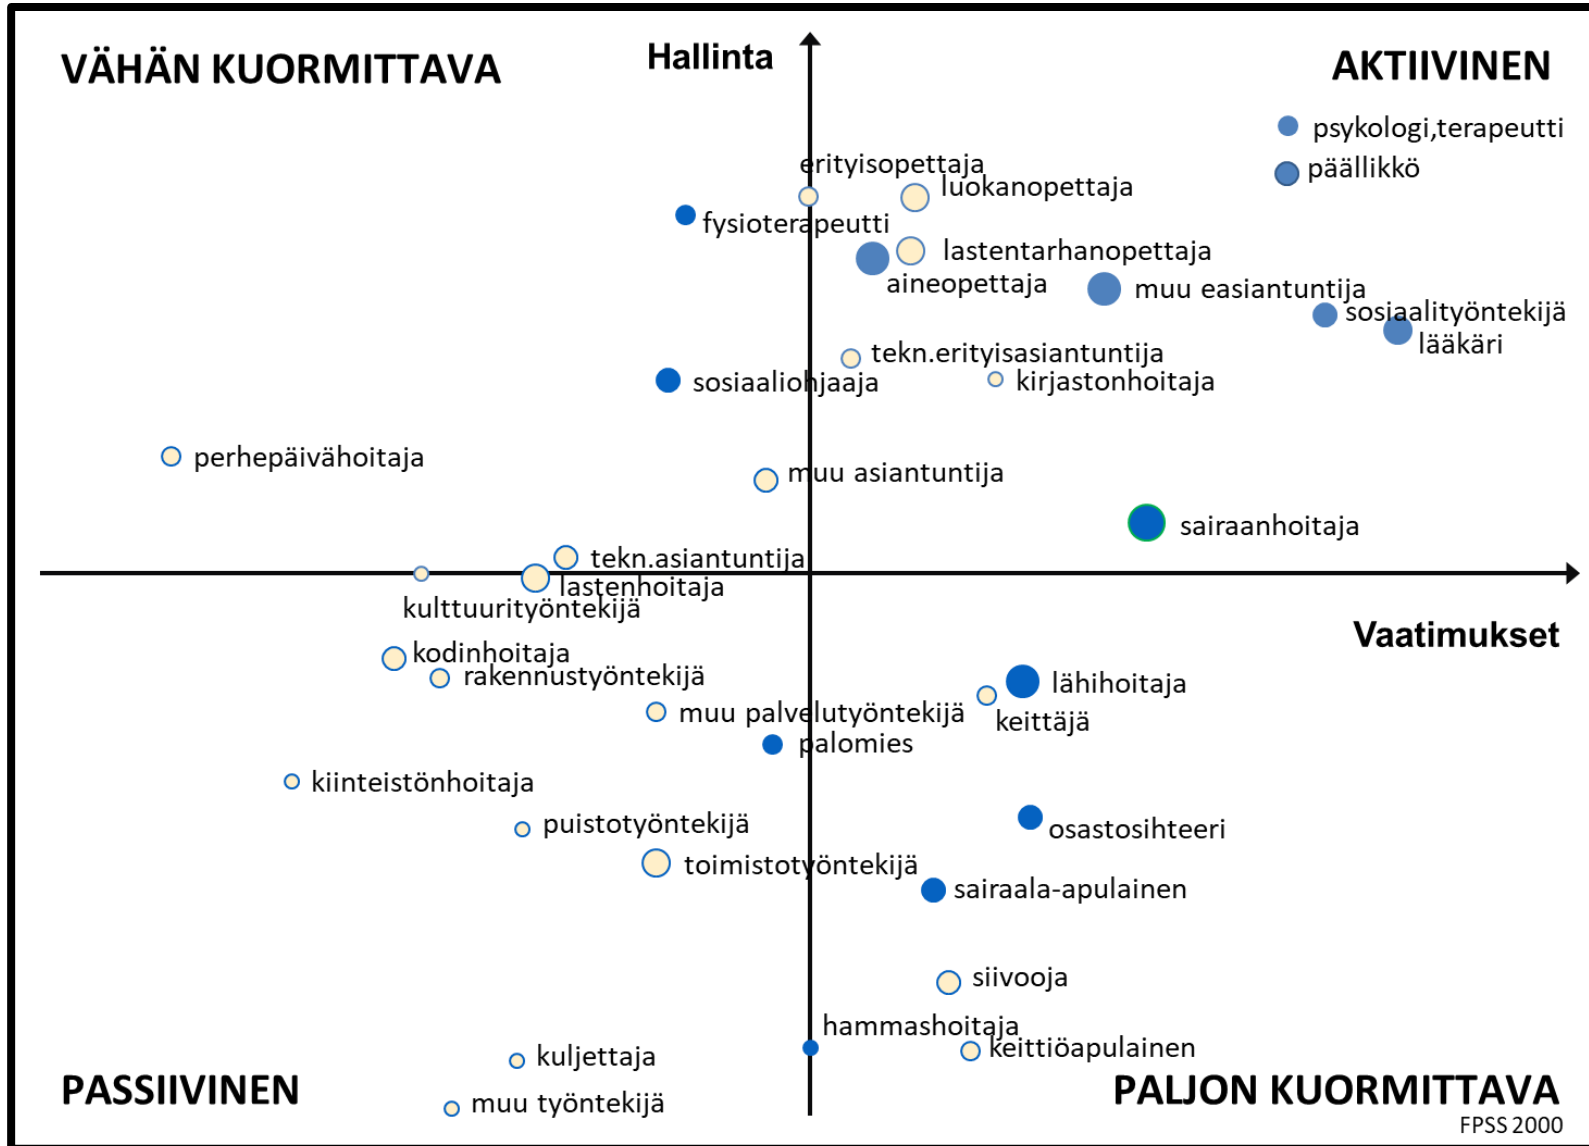 Hallinta
VÄHÄN KUORMITTAVA
AKTIIVINEN
psykologi,terapeutti
päällikkö
erityisopettaja
luokanopettaja
fysioterapeutti
lastentarhanopettaja
aineopettaja
muu easiantuntija
sosiaalityöntekijä
lääkäri
tekn.erityisasiantuntija
sosiaaliohjaaja
kirjastonhoitaja
perhepäivähoitaja
muu asiantuntija
sairaanhoitaja
tekn.asiantuntija
lastenhoitaja
kulttuurityöntekijä
Vaatimukset
kodinhoitaja
rakennustyöntekijä
lähihoitaja
muu palvelutyöntekijä
keittäjä
palomies
kiinteistönhoitaja
puistotyöntekijä
osastosihteeri
toimistotyöntekijä
sairaala-apulainen
siivooja
hammashoitaja
keittiöapulainen
kuljettaja
PASSIIVINEN
PALJON KUORMITTAVA
muu työntekijä
FPSS 2000